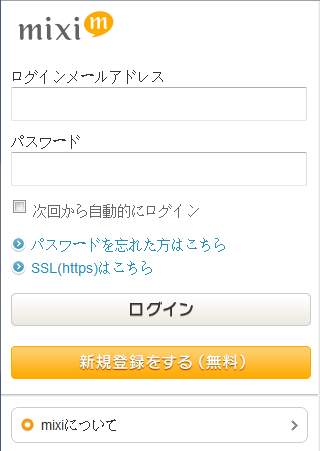 mixi m
ログインメールアドレス
パスワード
次回から自動的にログイン
パスワードを忘れた方はこちら
SSL(https)はこちら
ログイン
新規登録をする（無料）
mixiについて